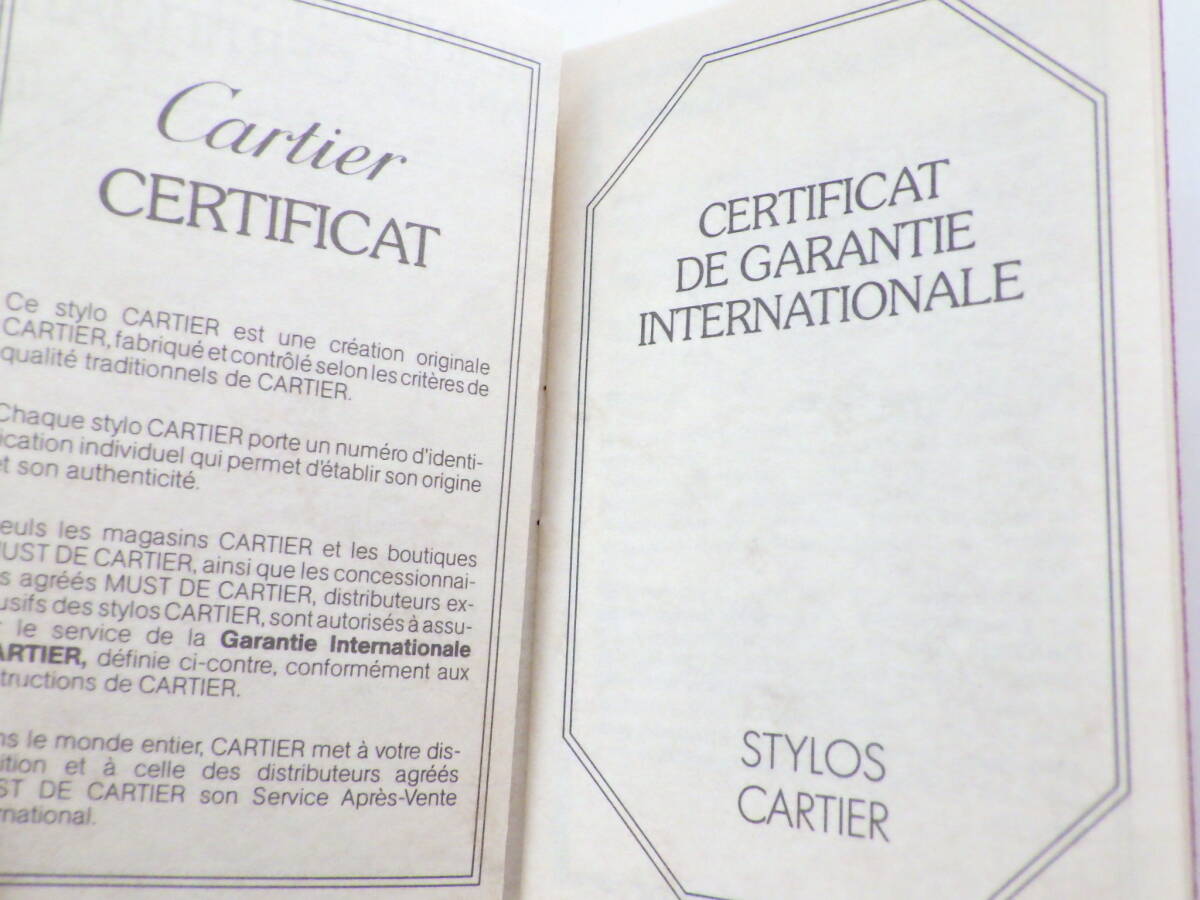 Cartier
CERTIFICAT
Ce stylo CARTIER est une création originale
CARTIER, fabriqué et contrôlé selon les critères de
qualité traditionnels de CARTIER.
Chaque stylo CARTIER porte un numéro d'identi-
ication individuel qui permet d'établir son origine
et son authenticité.
euls les magasins CARTIER et les boutiques
MUST DE CARTIER, ainsi que les concessionnai-
s agréés MUST DE CARTIER, distributeurs ex-
usifs des stylos CARTIER, sont autorisés à assu-
r le service de la Garantie Internationale
ARTIER, définie ci-contre, conformément aux
structions de CARTIER.
ns le monde entier, CARTIER met à votre dis-
ition et à celle des distributeurs agréés
ST DE CARTIER son Service Après-Vente
rnational.
CERTIFICAT
DE GARANTIE
INTERNATIONALE
STYLOS
CARTIER